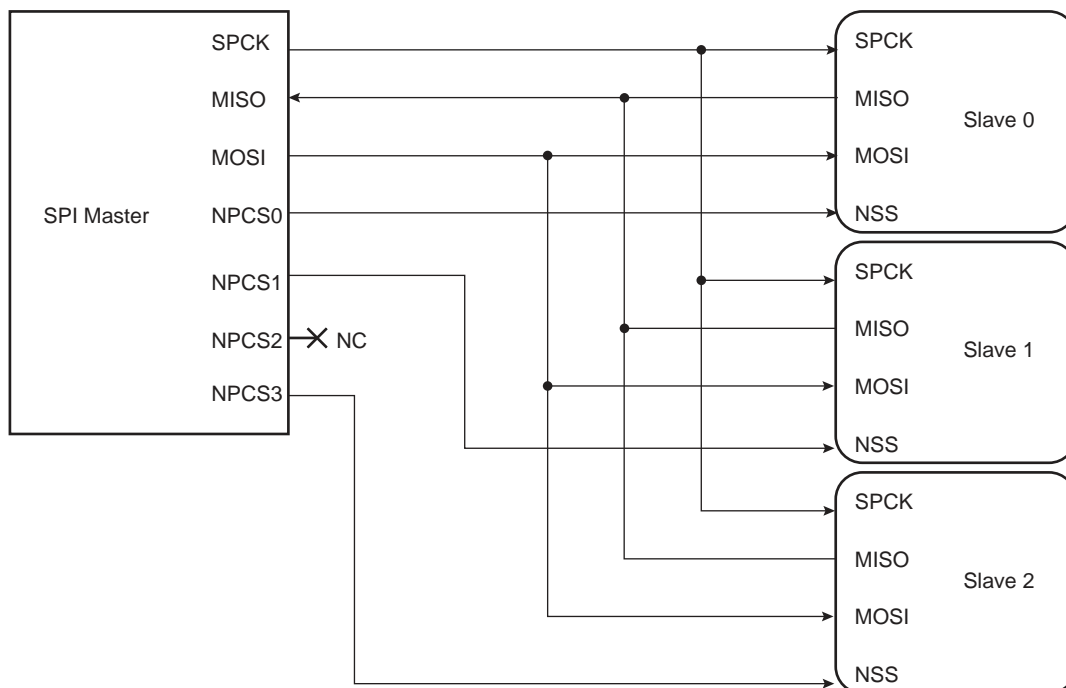 SPI Master
SPCK
MISO
MOSI
NPCS0
NPCS1
NPCS2
NC
NPCS3
SPCK
MISO
Slave 0
MOSI
NSS
SPCK
MISO
Slave 1
MOSI
NSS
SPCK
MISO
Slave 2
MOSI
NSS